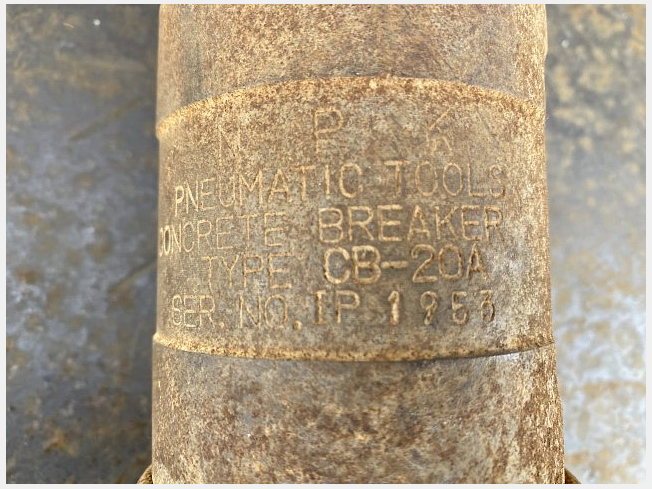 N P K
PNEUMATIC TOOLS
CONCRETE BREAKER
TYPE CB-20A
SER. NO. IP 1953